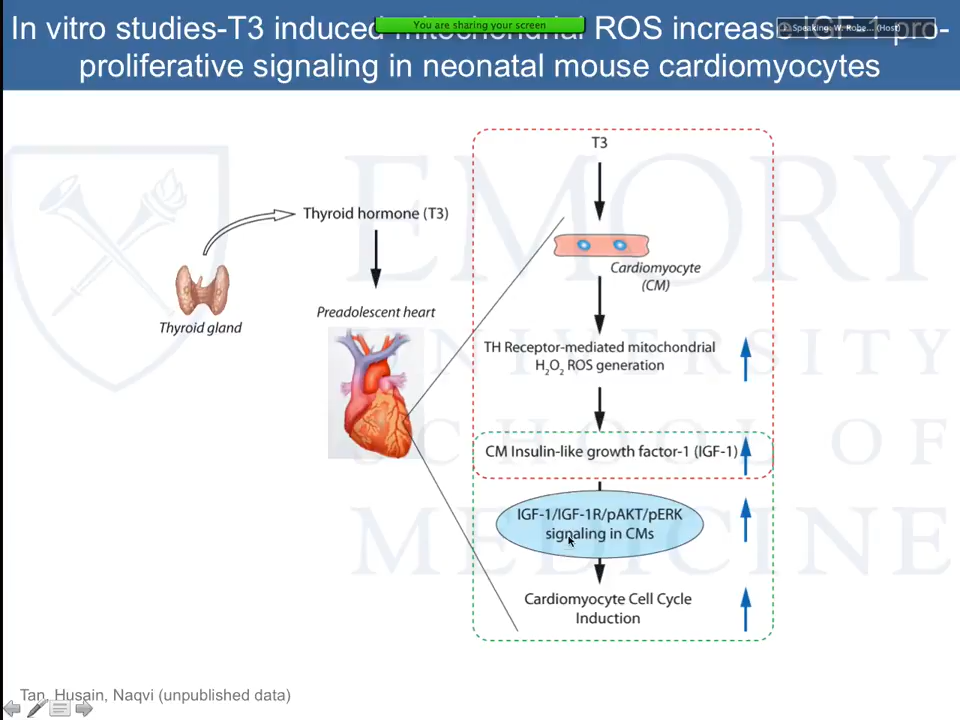 In vitro studies-T3 induced mitochondrial ROS increase IGF-1 pro-
proliferative signaling in neonatal mouse cardiomyocytes
You are sharing your screen
Speaking: W. Robe... (Host)
T3
Thyroid hormone (T3)
Cardiomyocyte
(CM)
Preadolescent heart
Thyroid gland
TH Receptor-mediated mitochondrial
H₂O₂ ROS generation
CM Insulin-like growth factor-1 (IGF-1)
IGF-1/IGF-1R/pAKT/pERK
signaling in CMs
Cardiomyocyte Cell Cycle
Induction
EMORY
UNIVERSITY
SCHOOL OF
MEDICINE
Tan, Husain, Naqvi (unpublished data)